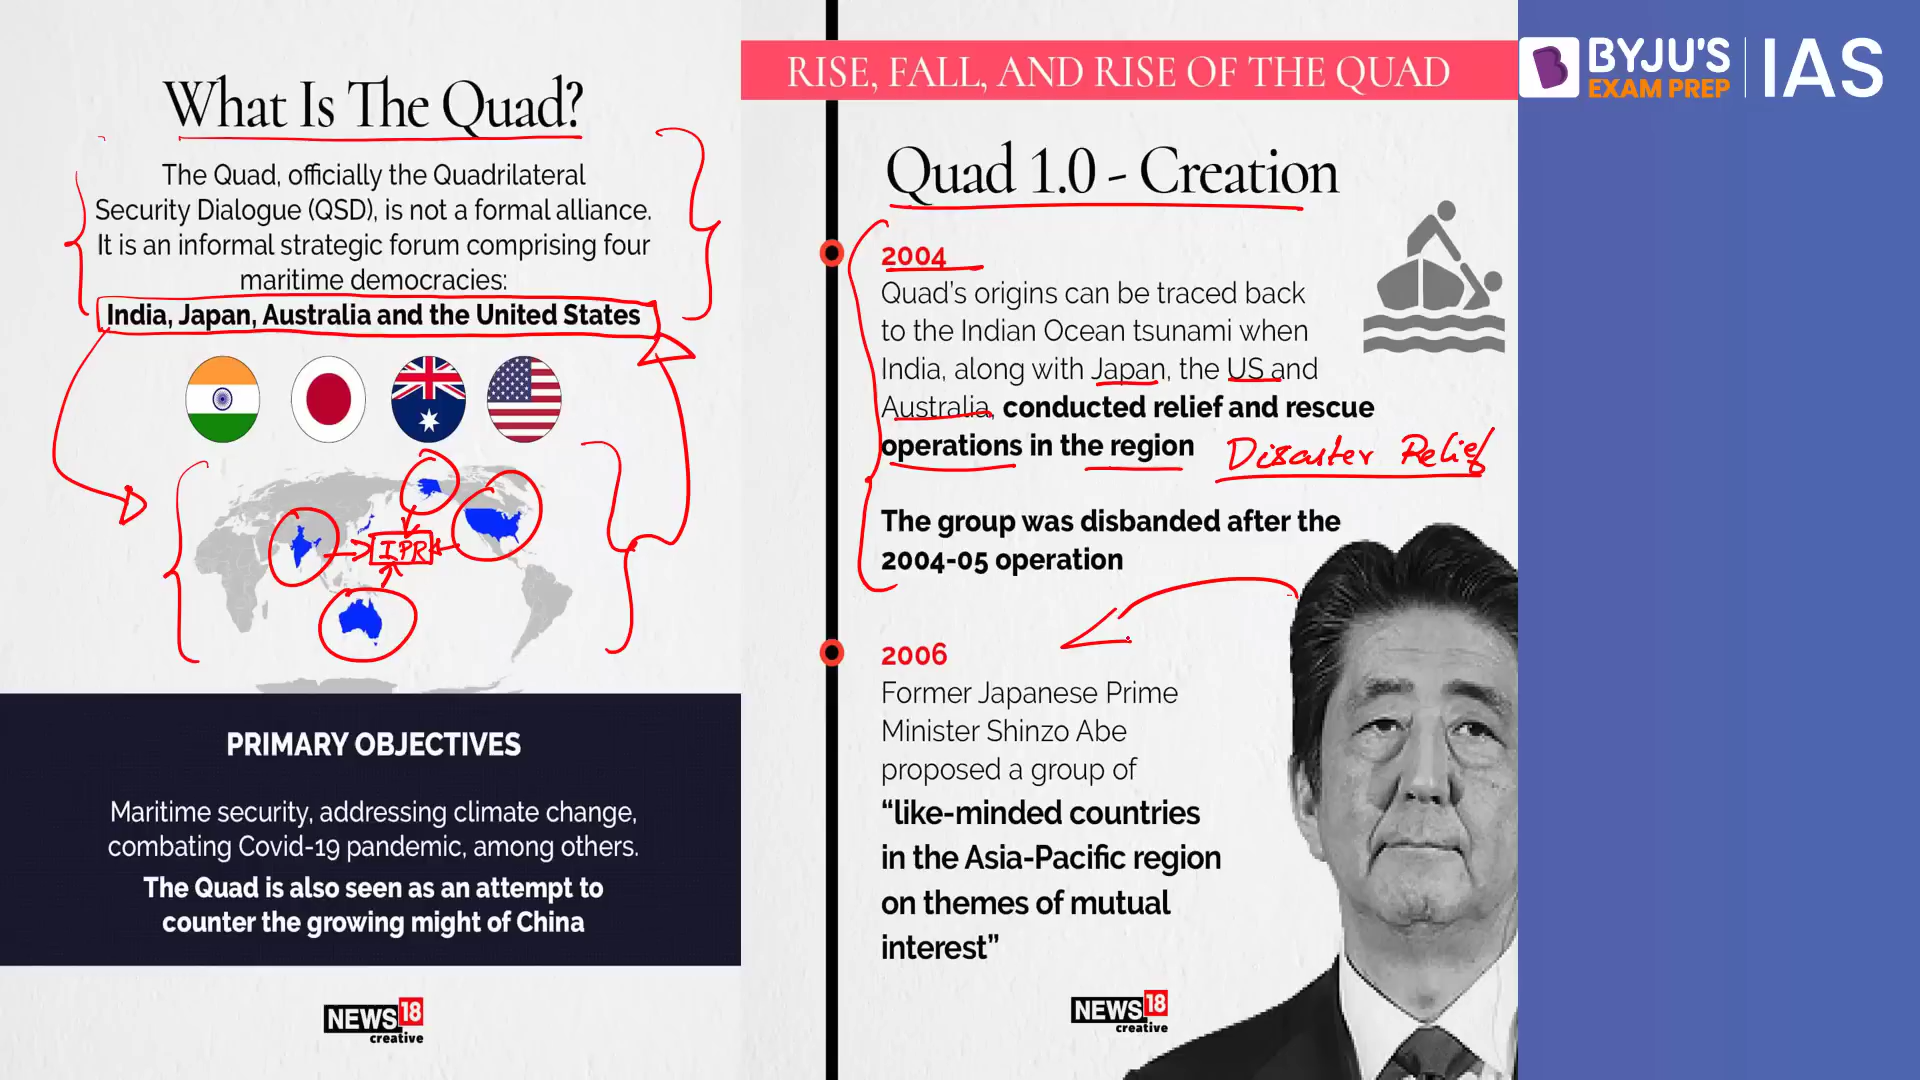 What Is The Quad?
The Quad, officially the Quadrilateral
Security Dialogue (QSD), is not a formal alliance.
It is an informal strategic forum comprising four
maritime democracies:
India, Japan, Australia and the United States
IPR
PRIMARY OBJECTIVES
Maritime security, addressing climate change,
combating Covid-19 pandemic, among others.
The Quad is also seen as an attempt to
counter the growing might of China
NEWS18
creative
RISE, FALL, AND RISE OF THE QUAD
Quad 1.0 - Creation
2004
Quad's origins can be traced back
to the Indian Ocean tsunami when
India, along with Japan, the US and
Australia, conducted relief and rescue
operations in the region
Disaster Relief
The group was disbanded after the
2004-05 operation
2006
Former Japanese Prime
Minister Shinzo Abe
proposed a group of
“like-minded countries
in the Asia-Pacific region
on themes of mutual
interest”
NEWS18
creative
BYJU'S
EXAM PREP
IAS